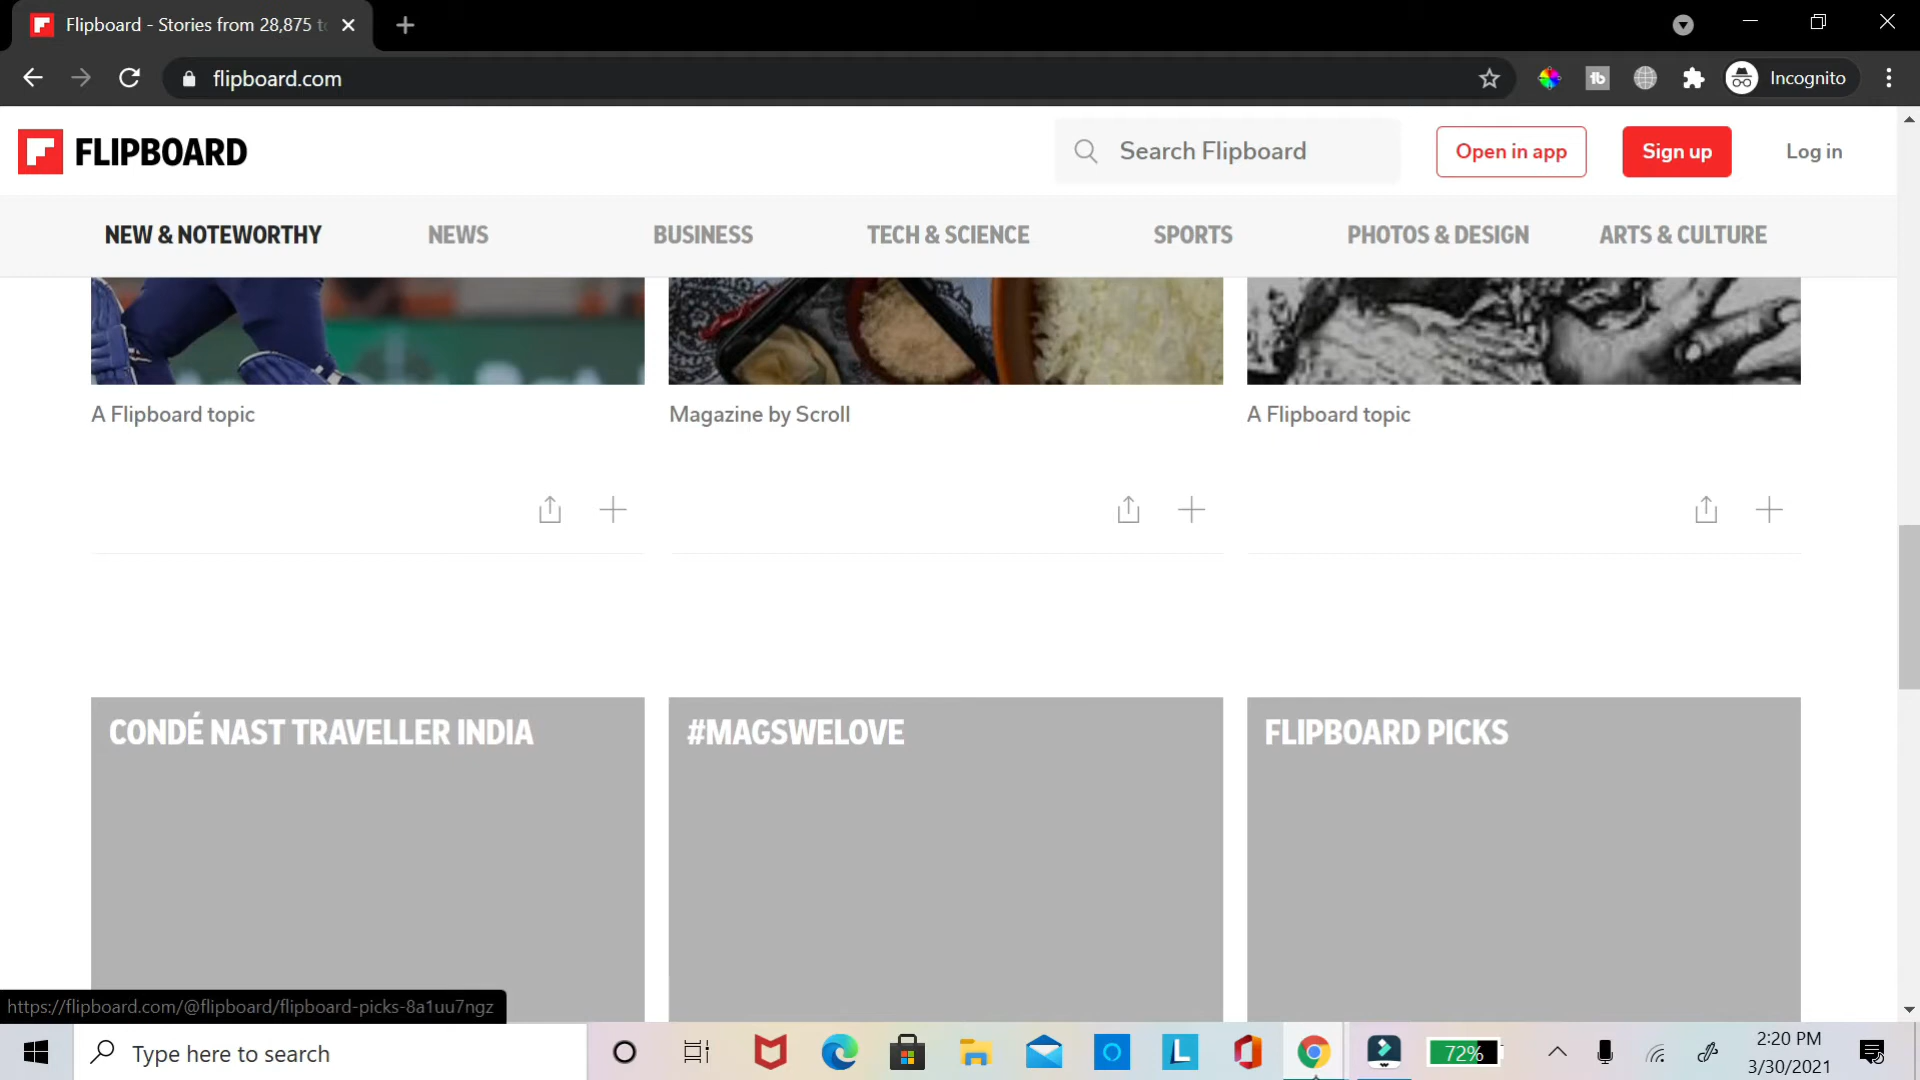 Flipboard - Stories from 28,875 t
flipboard.com
Incognito
FLIPBOARD
Search Flipboard
Open in app
Sign up
Log in
NEW & NOTEWORTHY
NEWS
BUSINESS
TECH & SCIENCE
SPORTS
PHOTOS & DESIGN
ARTS & CULTURE
A Flipboard topic
Magazine by Scroll
A Flipboard topic
CONDÉ NAST TRAVELLER INDIA
#MAGSWELOVE
FLIPBOARD PICKS
https://flipboard.com/@flipboard/flipboard-picks-8a1uu7ngz
Type here to search
72%
2:20 PM
3/30/2021